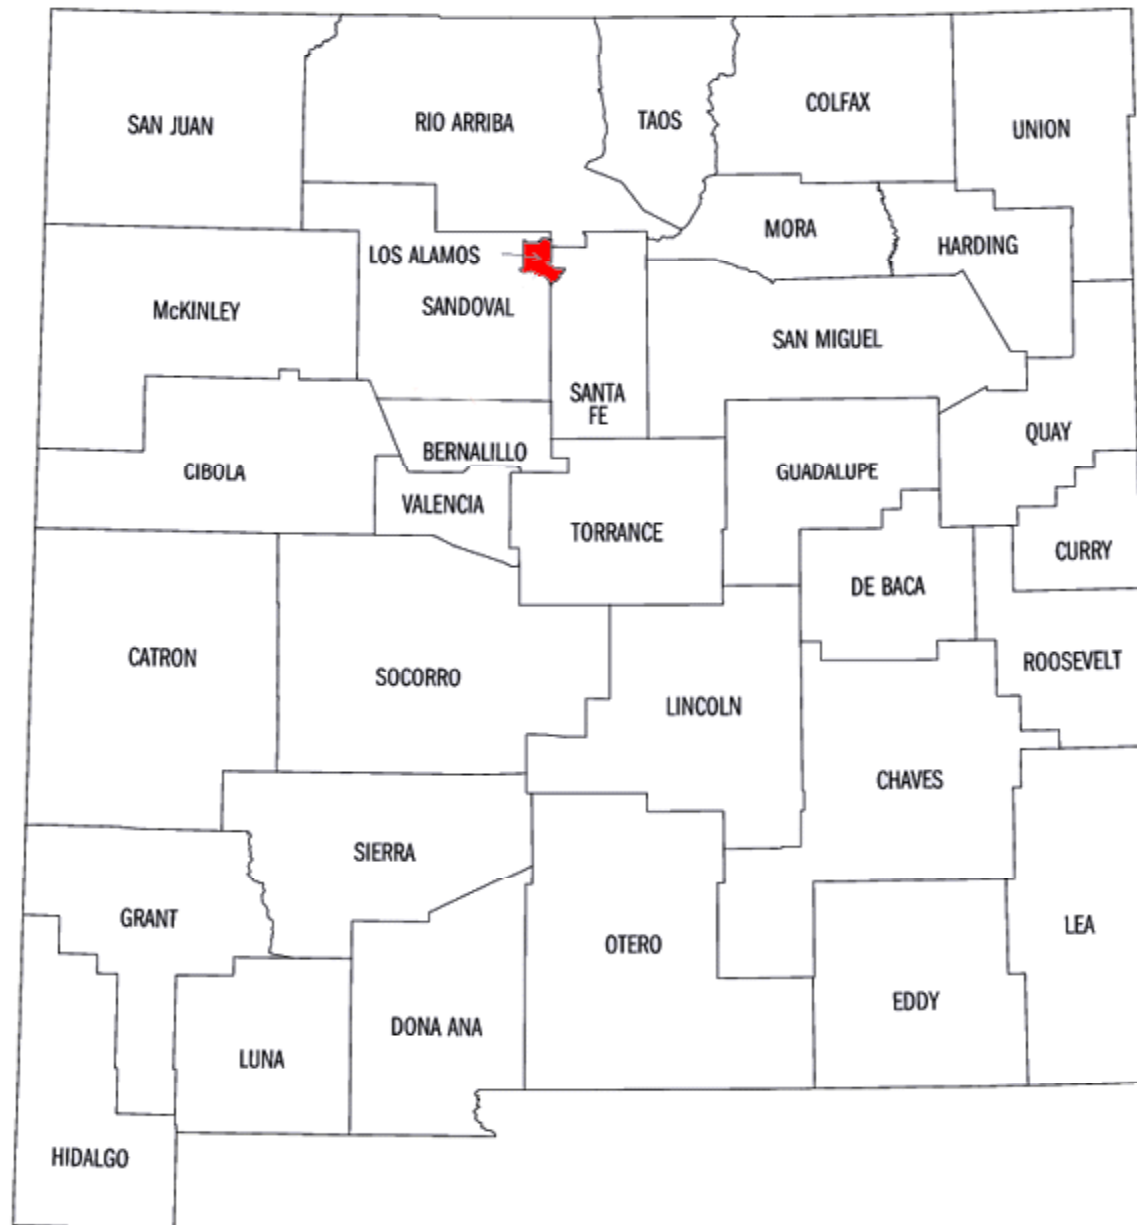 COLFAX
SAN JUAN
RIO ARRIBA
TAOS
UNION
MORA
HARDING
LOS ALAMOS
McKINLEY
SANDOVAL
SAN MIGUEL
SANTA
FE
QUAY
BERNALILLO
CIBOLA
GUADALUPE
VALENCIA
TORRANCE
CURRY
DE BACA
CATRON
SOCORRO
ROOSEVELT
LINCOLN
CHAVES
SIERRA
GRANT
OTERO
LEA
EDDY
DONA ANA
LUNA
HIDALGO